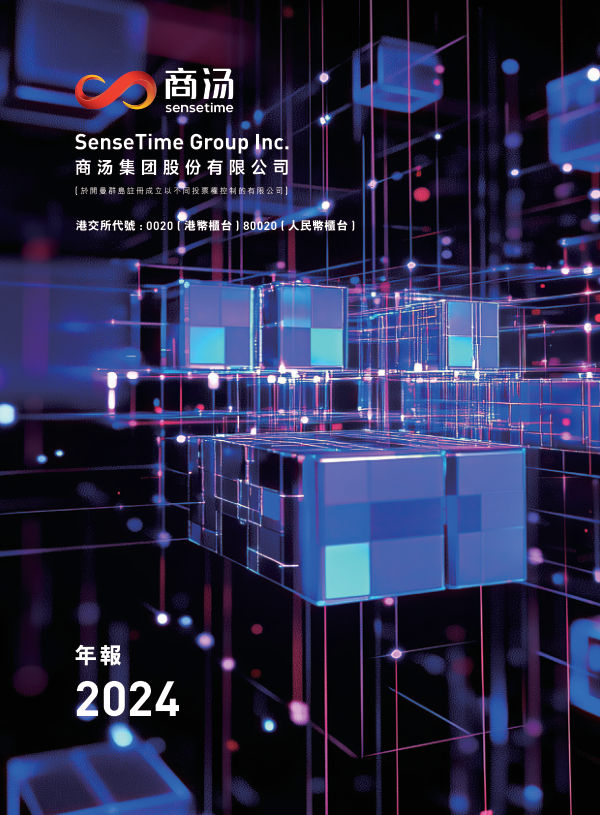 商汤
sensetime
SenseTime Group Inc.
商汤集团股份有限公司
(於開曼群島註冊成立以不同投票權控制的有限公司)
港交所代號:0020(港幣櫃台)80020(人民幣櫃台)
年報
2024